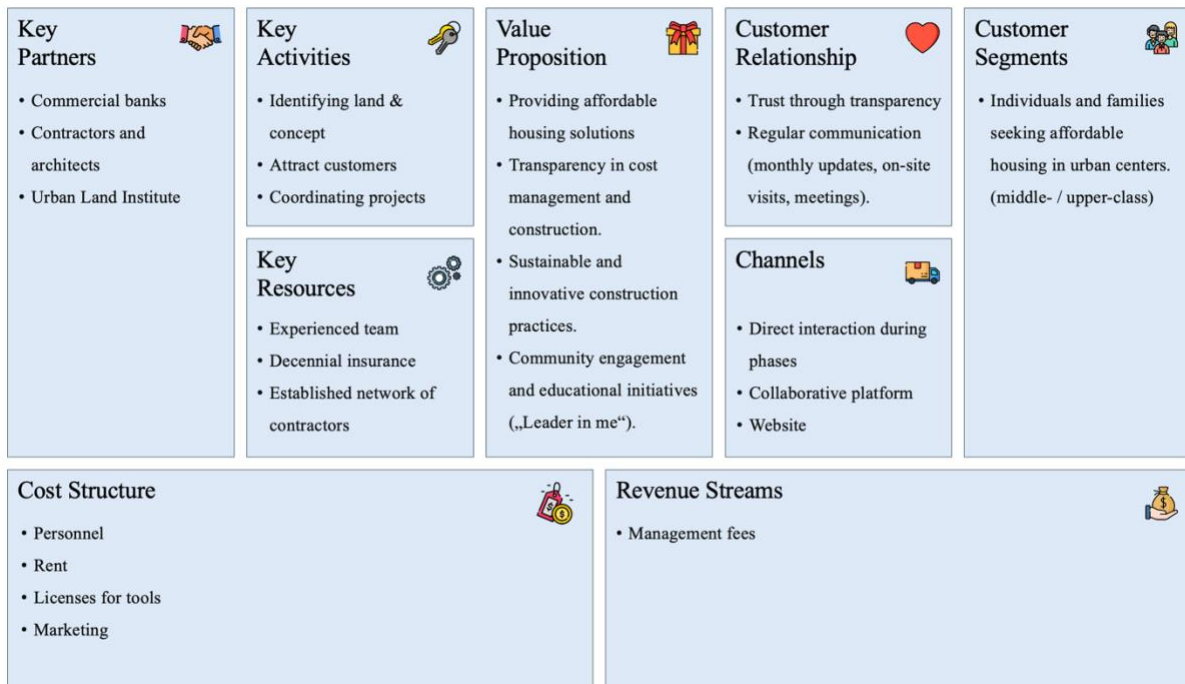 Key
Partners
• Commercial banks
• Contractors and
architects
• Urban Land Institute
Key
Activities
• Identifying land &
concept
• Attract customers
• Coordinating projects
Key
Resources
• Experienced team
• Decennial insurance
• Established network of
contractors
Value
Proposition
• Providing affordable
housing solutions
• Transparency in cost
management and
construction.
• Sustainable and
innovative construction
practices.
• Community engagement
and educational initiatives
(„Leader in me“).
Customer
Relationship
• Trust through transparency
• Regular communication
(monthly updates, on-site
visits, meetings).
Channels
• Direct interaction during
phases
• Collaborative platform
• Website
Customer
Segments
• Individuals and families
seeking affordable
housing in urban centers.
(middle- / upper-class)
Cost Structure
• Personnel
• Rent
• Licenses for tools
• Marketing
Revenue Streams
• Management fees